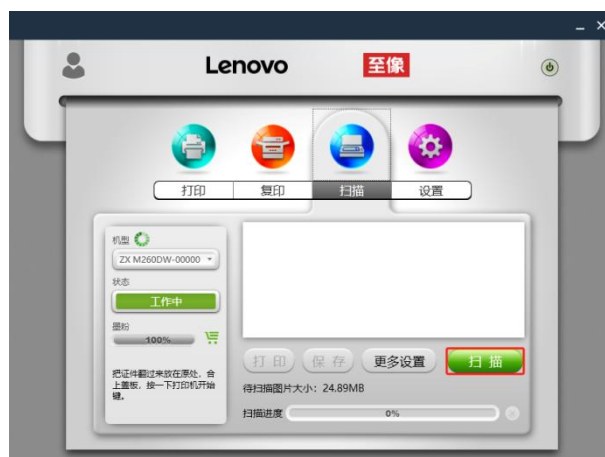 Lenovo 至像
打印 复印 扫描 设置
机型
ZX M260DW-00000
状态
工作中
墨粉
100%
把证件翻过来放在原处，合
上盖板，按一下打印机开始
键。
打印 保存 更多设置 扫描
待扫描图片大小：24.89MB
扫描进度 0%